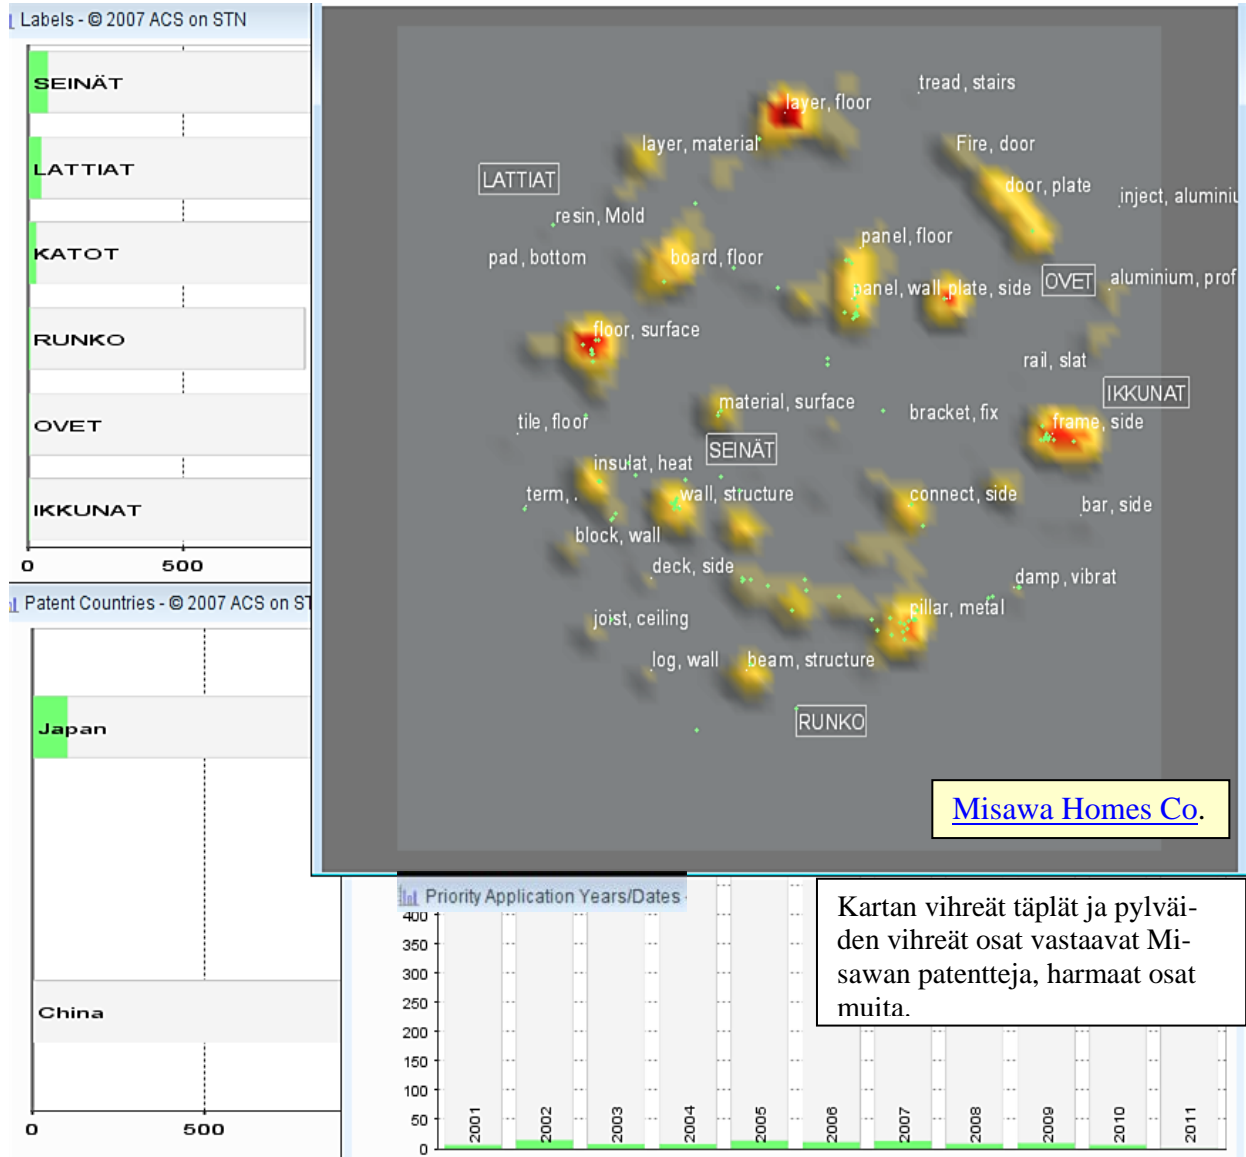 Labels - © 2007 ACS on STN
SEINÄT
LATTIAT
KATOT
RUNKO
OVET
IKKUNAT
0 500
Patent Countries - © 2007 ACS on ST
Japan
China
0 500
tread, stairs
layer, floor
layer, material
Fire, door
LATTIAT
door, plate
inject, aluminiu
resin, Mold
panel, floor
pad, bottom
board, floor
OVET
aluminium, prof
panel, wall
plate, side
floor, surface
rail, slat
IKKUNAT
material, surface
bracket, fix
frame, side
tile, floor
SEINÄT
insulat, heat
term, .
wall, structure
connect, side
bar, side
block, wall
deck, side
damp, vibrat
joist, ceiling
pillar, metal
log, wall
beam, structure
RUNKO
Misawa Homes Co.
Priority Application Years/Dates -
400
350
300
250
200
150
100
50
0
2001 2002 2003 2004 2005 2006 2007 2008 2009 2010 2011
Kartan vihreät täplät ja pylväi-
den vihreät osat vastaavat Mi-
sawan patentteja, harmaat osat
muita.